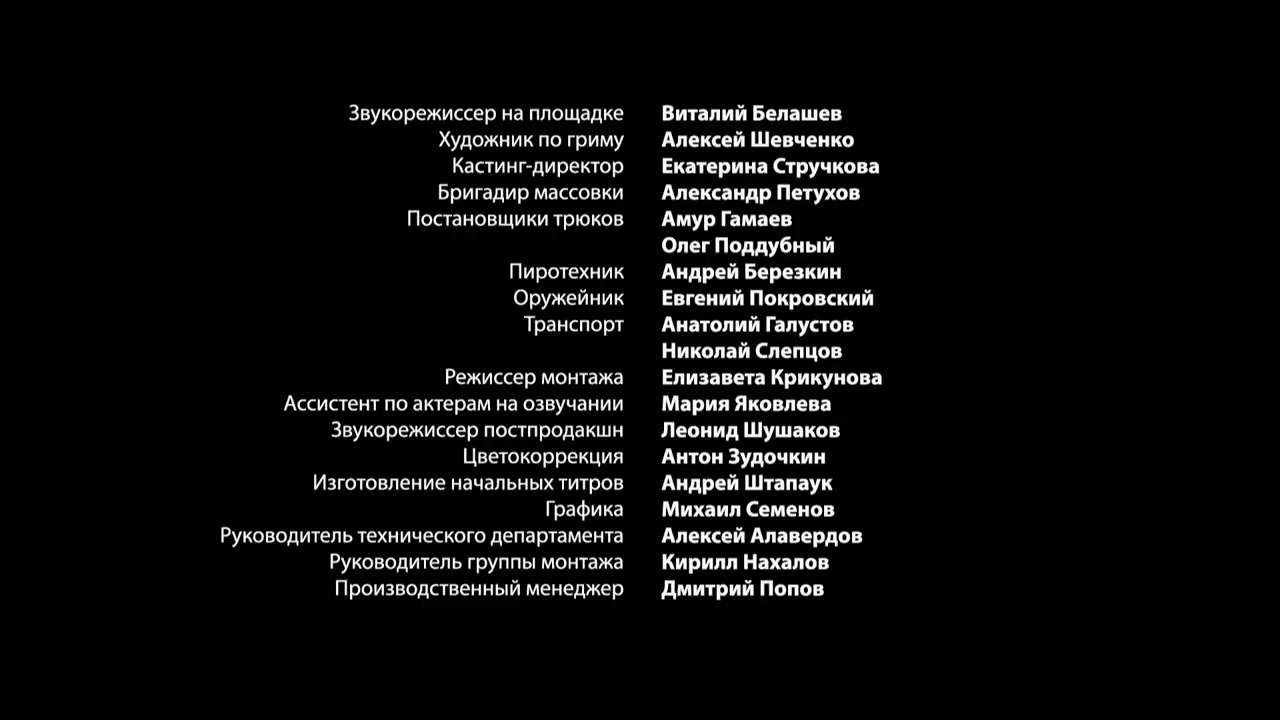 Звукорежиссер на площадке Виталий Белашев
Художник по гриму Алексей Шевченко
Кастинг-директор Екатерина Стручкова
Бригадир массовки Александр Петухов
Постановщики трюков Амур Гамаев
Олег Поддубный
Пиротехник Андрей Березкин
Оружейник Евгений Покровский
Транспорт Анатолий Галустов
Николай Слепцов
Режиссер монтажа Елизавета Крикунова
Ассистент по актерам на озвучании Мария Яковлева
Звукорежиссер постпродакшн Леонид Шушаков
Цветокоррекция Антон Зудочкин
Изготовление начальных титров Андрей Штапаук
Графика Михаил Семенов
Руководитель технического департамента Алексей Алавердов
Руководитель группы монтажа Кирилл Нахалов
Производственный менеджер Дмитрий Попов